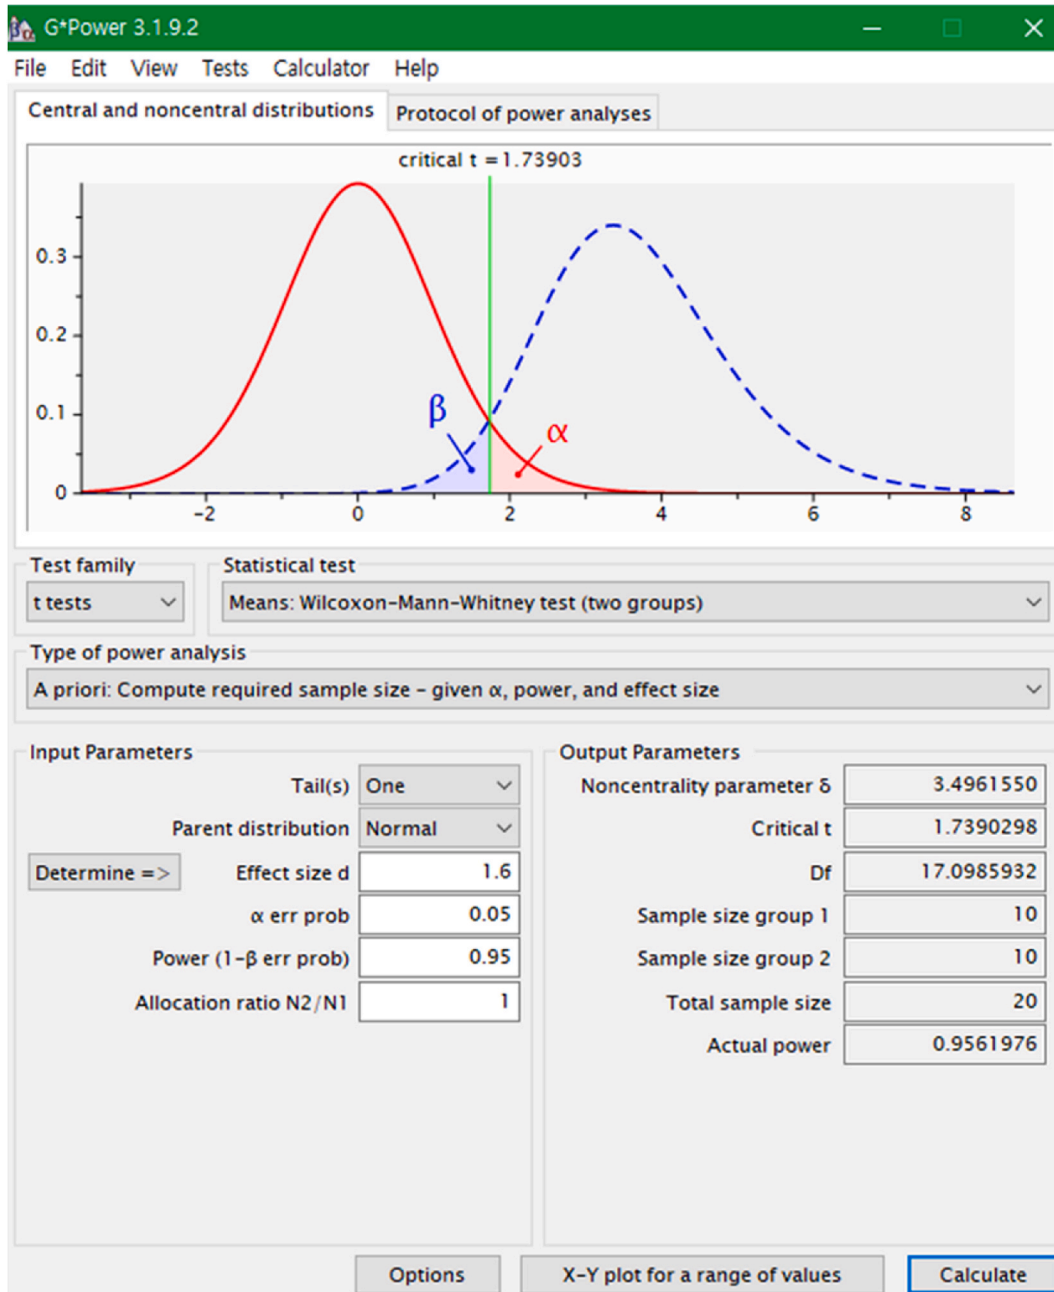 G*Power 3.1.9.2
File Edit View Tests Calculator Help
Central and noncentral distributions Protocol of power analyses
critical t = 1.73903
0.3
0.2
0.1
0
β
α
-2 0 2 4 6 8
Test family Statistical test
t tests Means: Wilcoxon-Mann-Whitney test (two groups)
Type of power analysis
A priori: Compute required sample size - given α, power, and effect size
Input Parameters Output Parameters
Tail(s) One Noncentrality parameter δ 3.4961550
Parent distribution Normal Critical t 1.7390298
Determine => Effect size d 1.6 Df 17.0985932
α err prob 0.05 Sample size group 1 10
Power (1-β err prob) 0.95 Sample size group 2 10
Allocation ratio N2/N1 1 Total sample size 20
Actual power 0.9561976
Options X-Y plot for a range of values Calculate